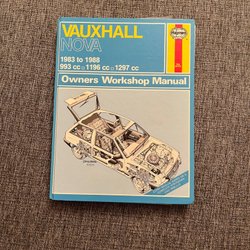 VAUXHALL
NOVA
1983 to 1988
993 cc □ 1196 cc □ 1297 cc
Owners Workshop Manual